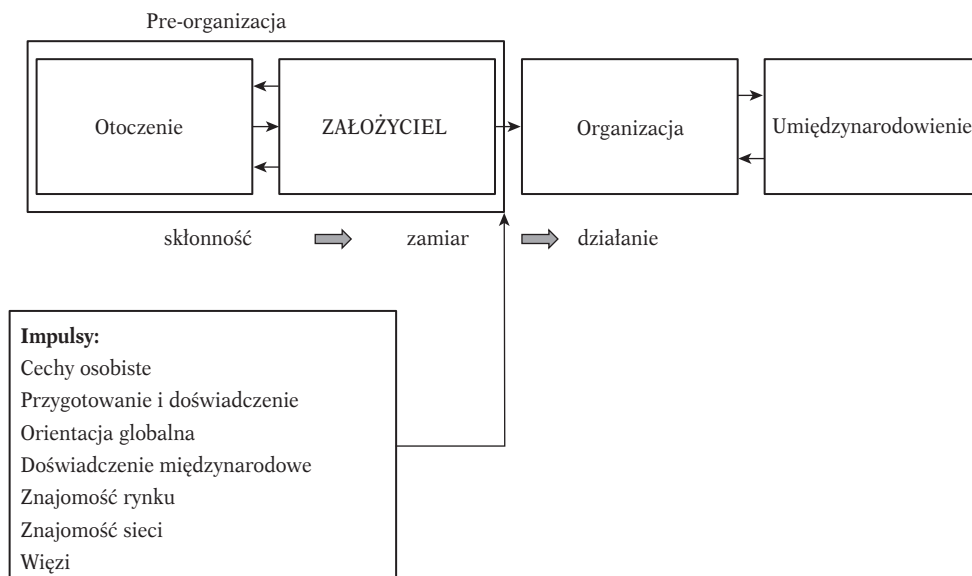 Pre-organizacja
Otoczenie
ZAŁOŻYCIEL
Organizacja
Umiędzynarodowienie
skłonność
zamiar
działanie
Impulsy:
Cechy osobiste
Przygotowanie i doświadczenie
Orientacja globalna
Doświadczenie międzynarodowe
Znajomość rynku
Znajomość sieci
Więzi